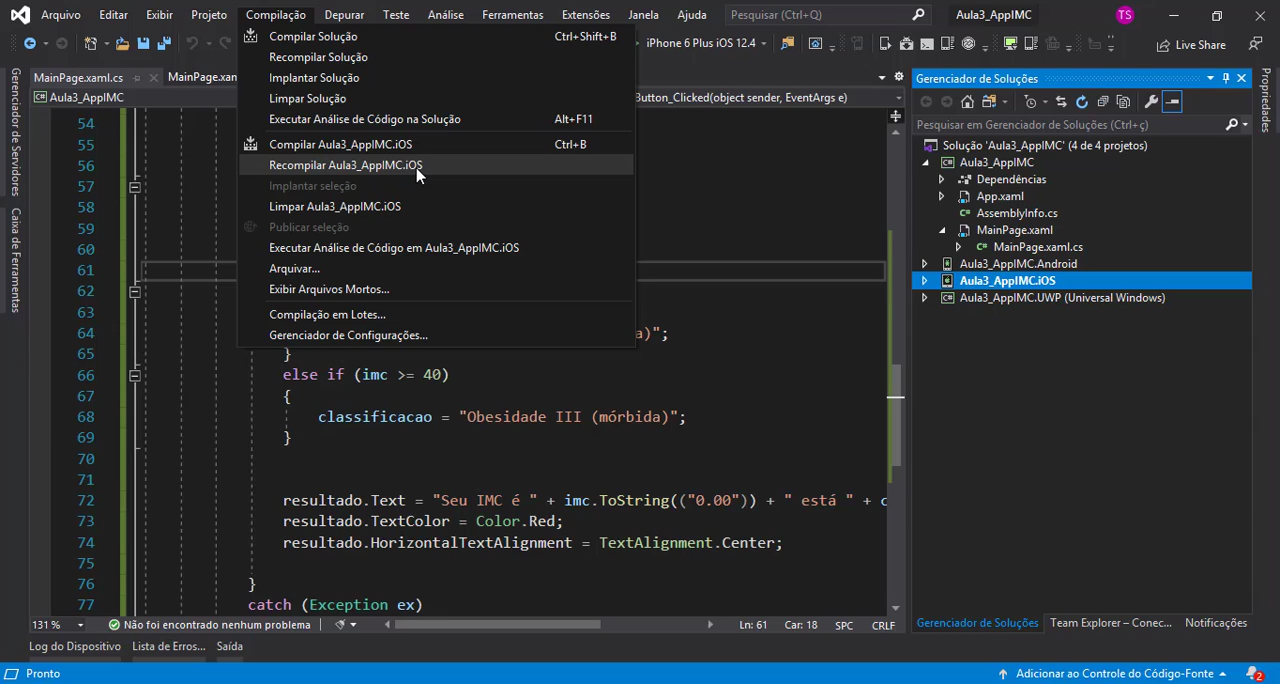 Arquivo Editar Exibir Projeto Compilação Depurar Teste Análise Ferramentas Extensões Janela Ajuda Pesquisar (Ctrl+Q) Aula3_AppIMC TS
iPhone 6 Plus iOS 12.4 Live Share
MainPage.xaml.cs MainPage.xam
Aula3_AppIMC Button_Clicked(object sender, EventArgs e)
Compilar Solução Ctrl+Shift+B
Recompilar Solução
Implantar Solução
Limpar Solução
Executar Análise de Código na Solução Alt+F11
Compilar Aula3_AppIMC.iOS Ctrl+B
Recompilar Aula3_AppIMC.iOS
Implantar seleção
Limpar Aula3_AppIMC.iOS
Publicar seleção
Executar Análise de Código em Aula3_AppIMC.iOS
Arquivar...
Exibir Arquivos Mortos...
Compilação em Lotes...
Gerenciador de Configurações...
Gerenciador de Servidores
Caixa de Ferramentas
54
55
56
57
58
59
60
61
62
63
64 a)";
65 }
66 else if (imc >= 40)
67 {
68 classificacao = "Obesidade III (mórbida)";
69 }
70
71
72 resultado.Text = "Seu IMC é " + imc.ToString(("0.00")) + " está " + c
73 resultado.TextColor = Color.Red;
74 resultado.HorizontalTextAlignment = TextAlignment.Center;
75
76 }
77 catch (Exception ex)
Gerenciador de Soluções
Pesquisar em Gerenciador de Soluções (Ctrl+ç)
Solução 'Aula3_AppIMC' (4 de 4 projetos)
Aula3_AppIMC
Dependências
App.xaml
AssemblyInfo.cs
MainPage.xaml
MainPage.xaml.cs
Aula3_AppIMC.Android
Aula3_AppIMC.iOS
Aula3_AppIMC.UWP (Universal Windows)
Propriedades
131 % Não foi encontrado nenhum problema Ln: 61 Car: 18 SPC CRLF
Gerenciador de Soluções Team Explorer – Conec... Notificações
Log do Dispositivo Lista de Erros... Saída
Pronto Adicionar ao Controle do Código-Fonte 2